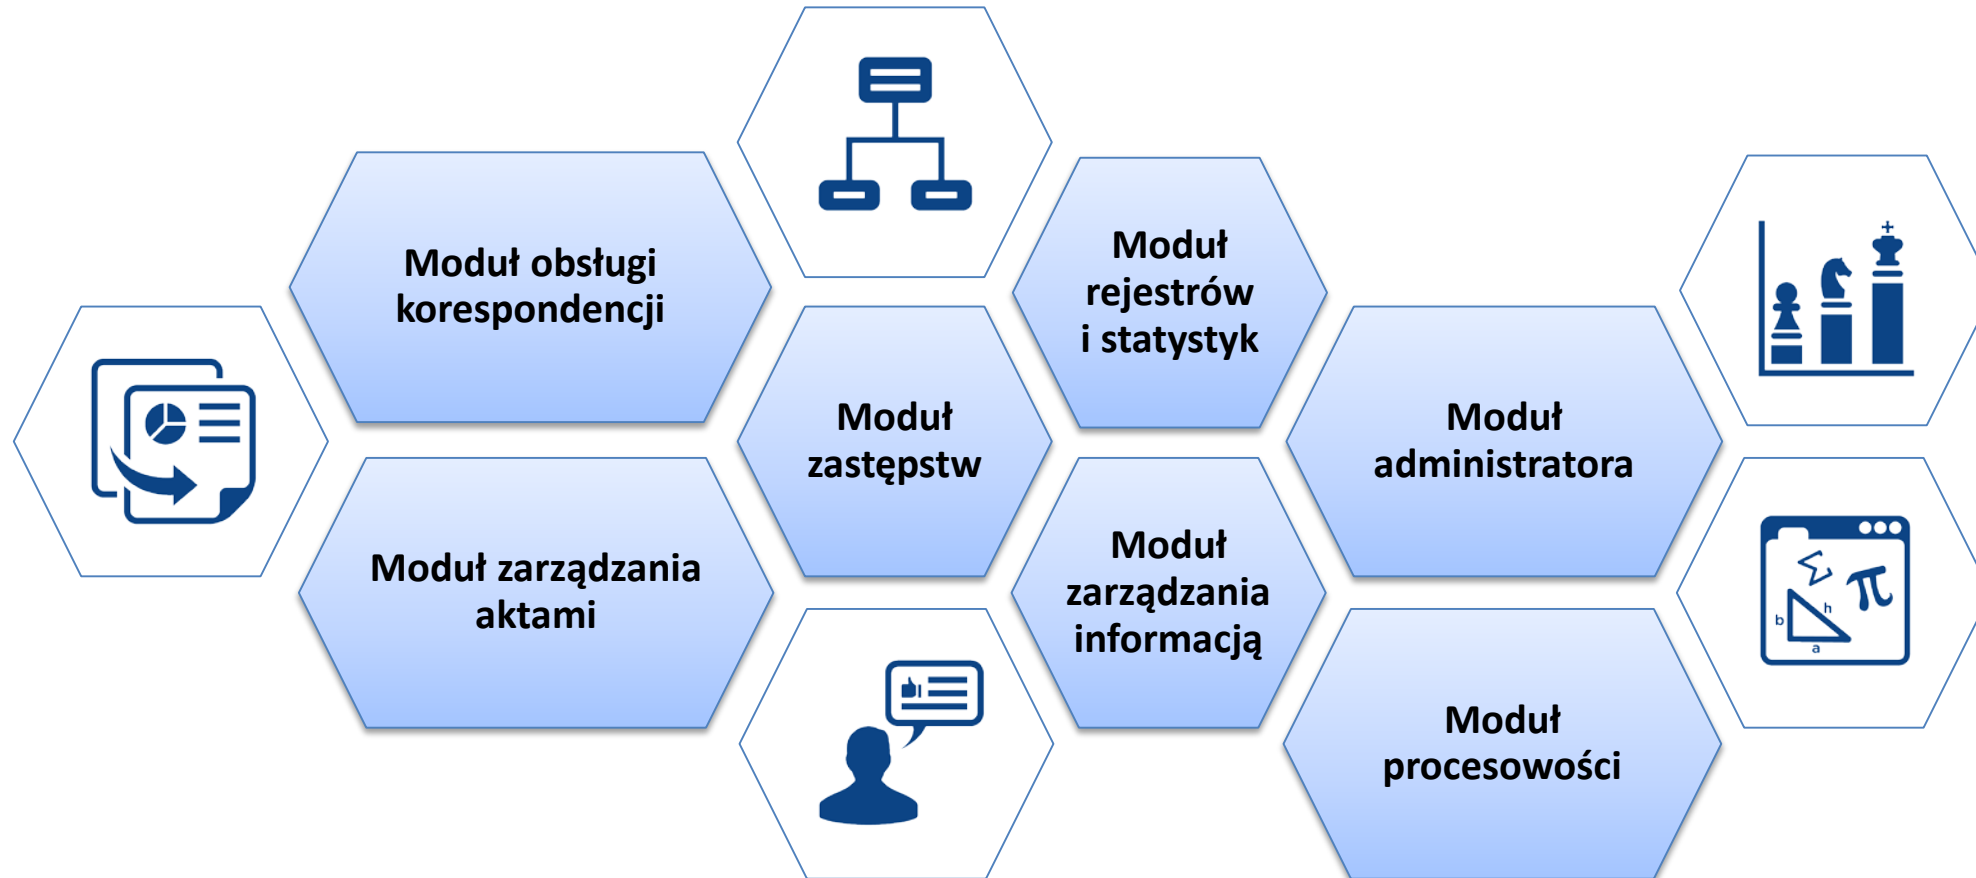 Moduł obsługi
korespondencji
Moduł
rejestrów
i statystyk
Moduł
zastępstw
Moduł
administratora
Moduł zarządzania
aktami
Moduł
zarządzania
informacją
Moduł
procesowości
Σ π
b h
a